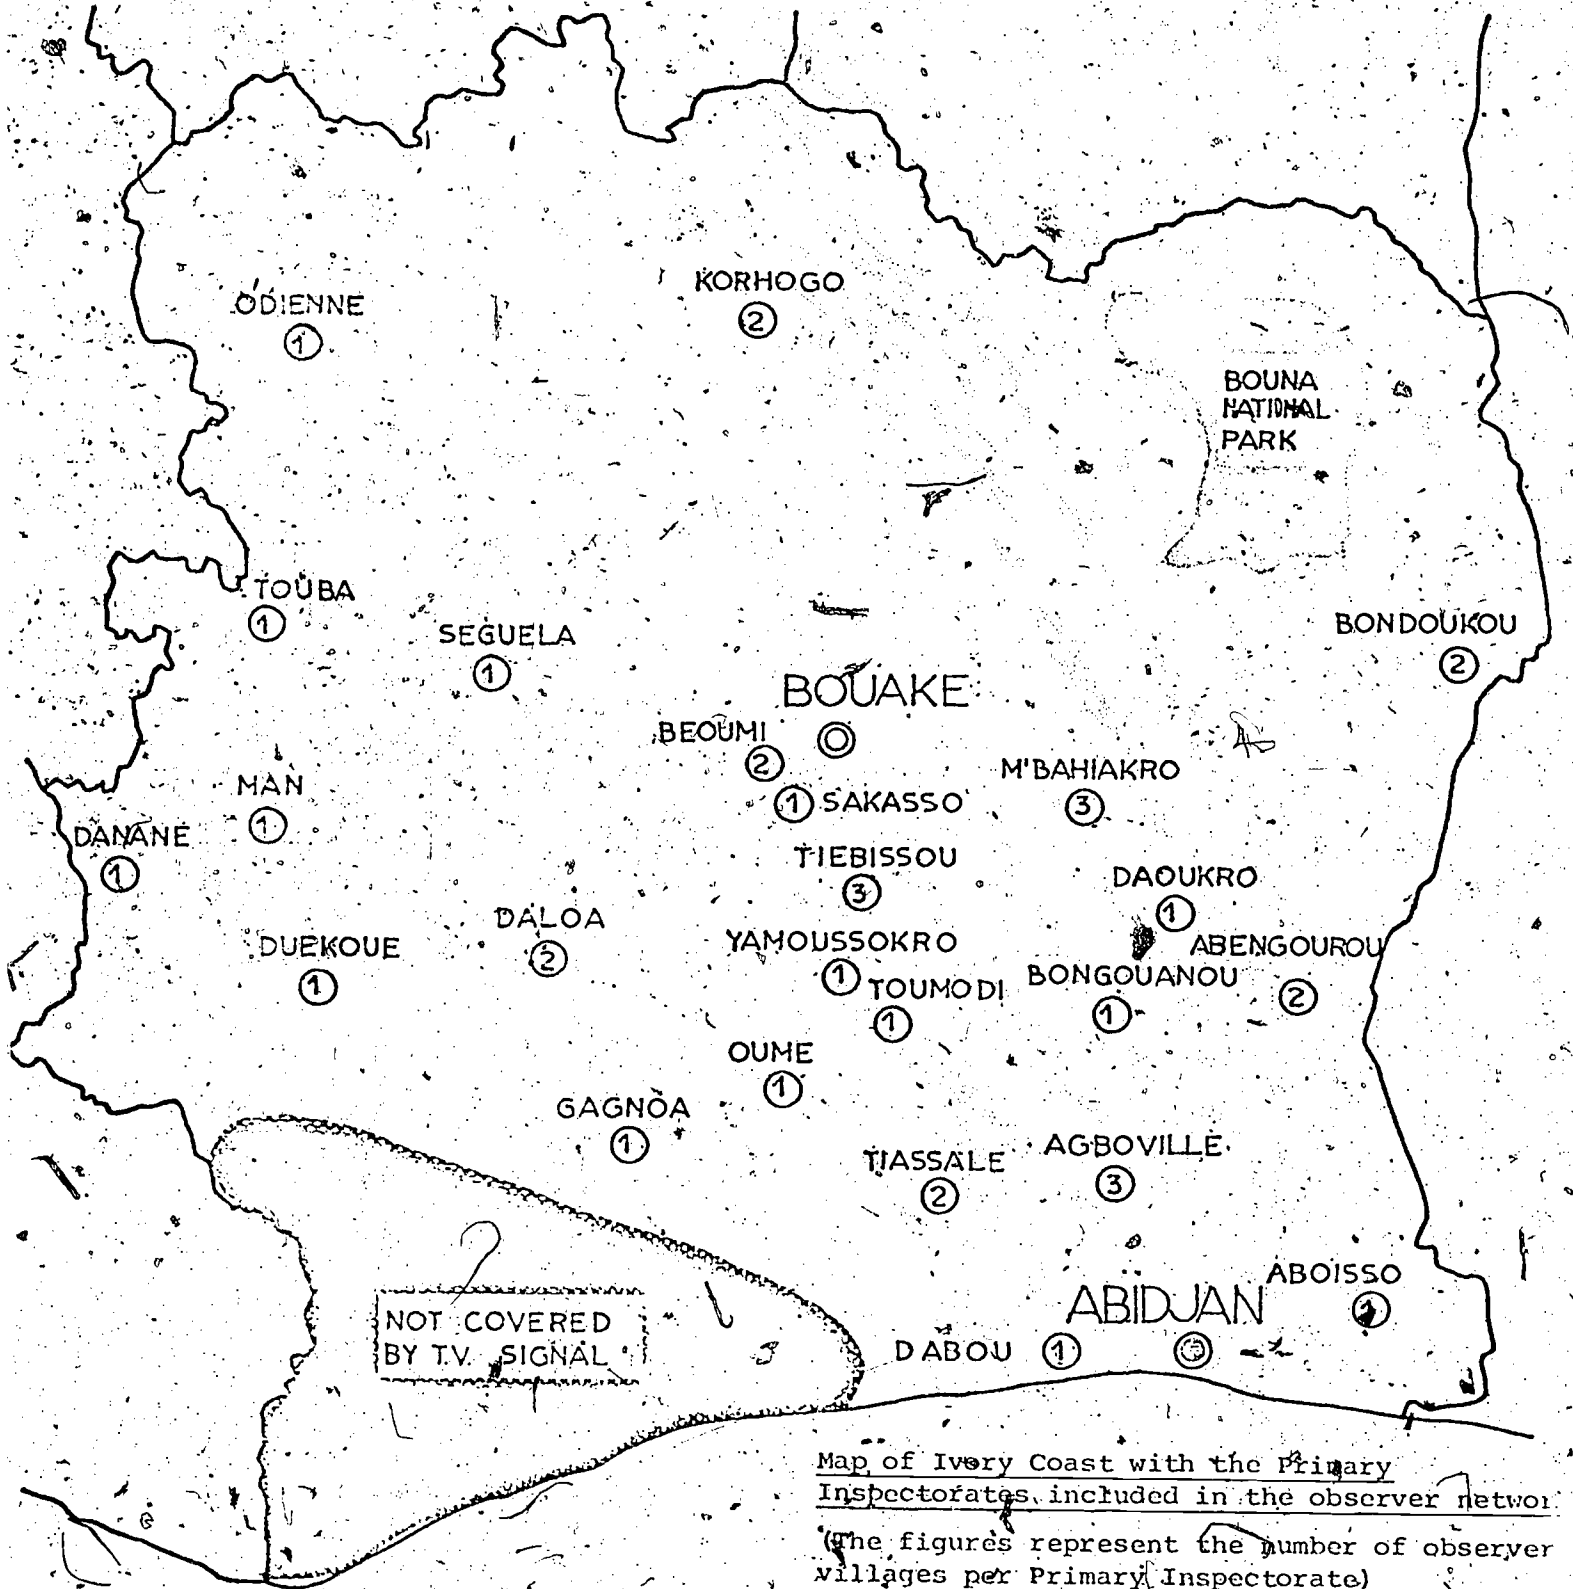 KORHOGO
2
ODIENNE
1
BOUNA
NATIONAL
PARK
TOUBA
1
SEGUELA
1
BONDOUKOU
2
BOUAKE
BEOUMI
2
M'BAHIAKRO
3
MAN
1
1 SAKASSO
DANANE
1
TIEBISSOU
3
DAOUKRO
1
DALOA
2
DUEKOUE
1
YAMOUSSOKRO
1
ABENGOUROU
2
TOUMODI
1
BONGOUANOU
1
OUME
1
GAGNOA
1
TIASSALE
2
AGBOVILLE
3
ABOISSO
1
ABIDJAN
DABOU 1
NOT COVERED
BY T.V. SIGNAL
Map of Ivory Coast with the Primary
Inspectorates included in the observer networ
(The figures represent the number of observer
villages per Primary Inspectorate)